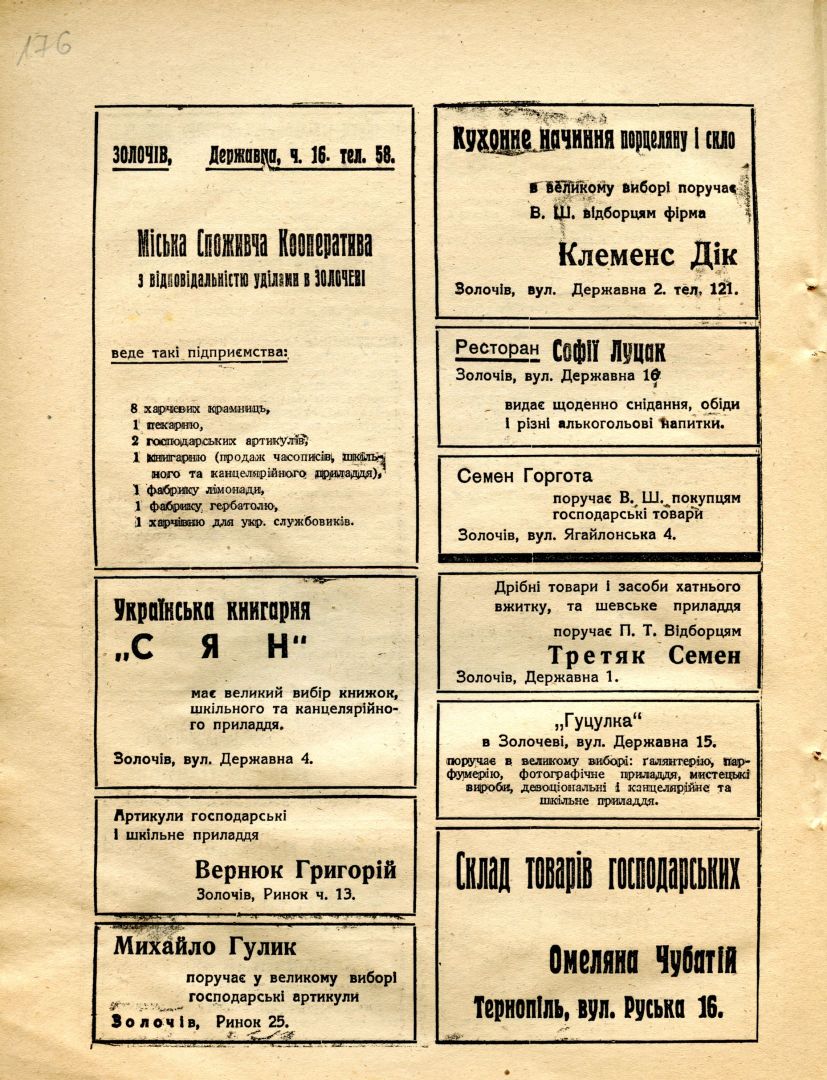 176
ЗОЛОЧІВ, Державна, ч. 16. тел. 58.
Міська Споживча Кооператива
з відповідальністю уділами в ЗОЛОЧЕВІ
веде такі підприємства:
8 харчевих крамниць,
1 пекарню,
2 господарських артикулів,
1 книгарню (продаж часописів, шкіль-
ного та канцелярійного приладдя),
1 фабрику лімонади,
1 фабрику гербатолю,
1 харчівню для укр. службовиків.
Українська книгарня
„С Я Н“
має великий вибір книжок,
шкільного та канцелярійно-
го приладдя.
Золочів, вул. Державна 4.
Артикули господарські
і шкільне приладдя
Вернюк Григорій
Золочів, Ринок ч. 13.
Михайло Гулик
поручає у великому виборі
господарські артикули
Золочів, Ринок 25.
Кухонне начиння порцеляну і скло
в великому виборі поручає
В. Ш. відборцям фірма
Клеменс Дік
Золочів, вул. Державна 2. тел. 121.
Ресторан Софії Луцак
Золочів, вул. Державна 16
видає щоденно снідання, обіди
і різні алькогольові напитки.
Семен Горгота
поручає В. Ш. покупцям
господарські товари
Золочів, вул. Ягайлонська 4.
Дрібні товари і засоби хатнього
вжитку, та шевське приладдя
поручає П. Т. Відборцям
Третяк Семен
Золочів, Державна 1.
„Гуцулка“
в Золочеві, вул. Державна 15.
поручає в великому виборі: ґалянтерію, пар-
фумерію, фотографічне приладдя, мистецькі
вироби, девоціональні і канцелярійне та
шкільне приладдя.
Склад товарів господарських
Омеляна Чубатій
Тернопіль, вул. Руська 16.